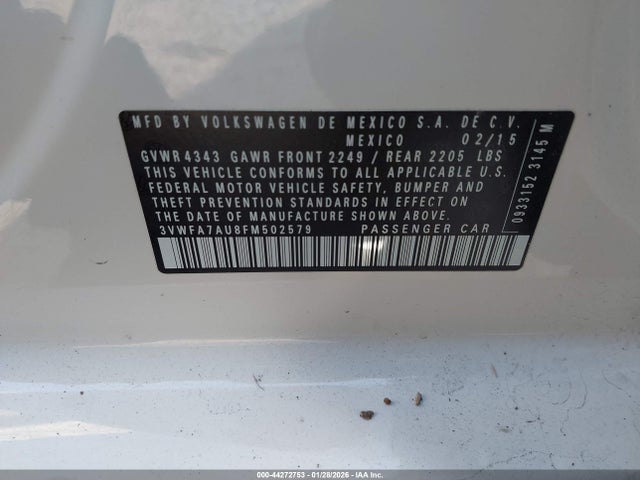 MFD BY VOLKSWAGEN DE MEXICO S.A. DE C.V.
MEXICO 02/15
GVWR 4343 GAWR FRONT 2249 / REAR 2205 LBS
THIS VEHICLE CONFORMS TO ALL APPLICABLE U.S.
FEDERAL MOTOR VEHICLE SAFETY, BUMPER AND
THEFT PREVENTION STANDARDS IN EFFECT ON THE
DATE OF MANUFACTURE SHOWN ABOVE.
3VWFA7AU8FM502579 PASSENGER CAR
0933152 3145 M
000-44272753 | 01/28/2026 - IAA Inc.